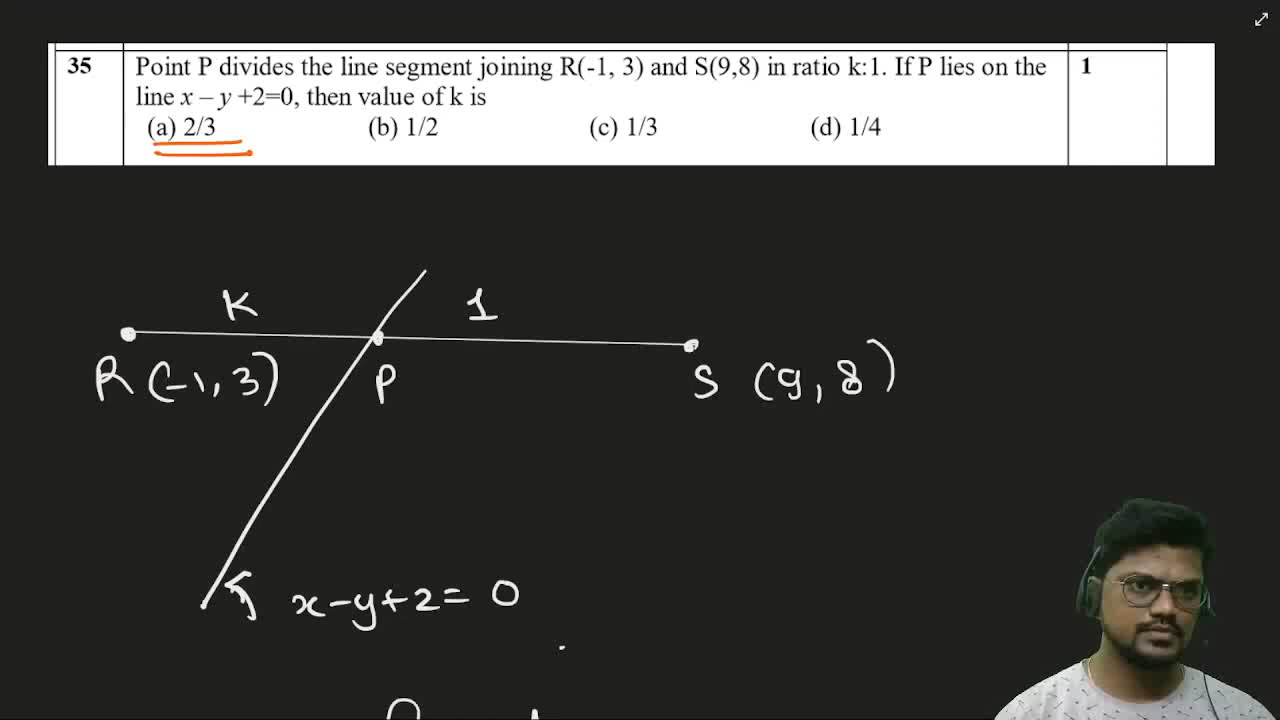 35 Point P divides the line segment joining R(-1, 3) and S(9,8) in ratio k:1. If P lies on the 1
line x – y +2=0, then value of k is
(a) 2/3 (b) 1/2 (c) 1/3 (d) 1/4
K 1
R (-1, 3) P S (9, 8)
x-y+2= 0